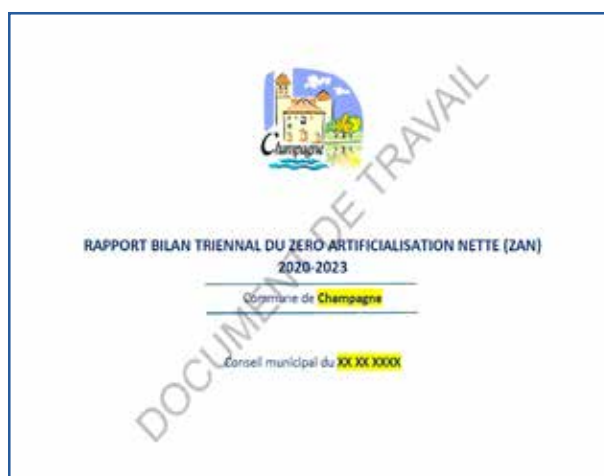 Champagne
RAPPORT BILAN TRIENNAL DU ZERO ARTIFICIALISATION NETTE (ZAN)
2020-2023
Commune de Champagne
Conseil municipal du XX XX XXXX
DOCUMENT DE TRAVAIL